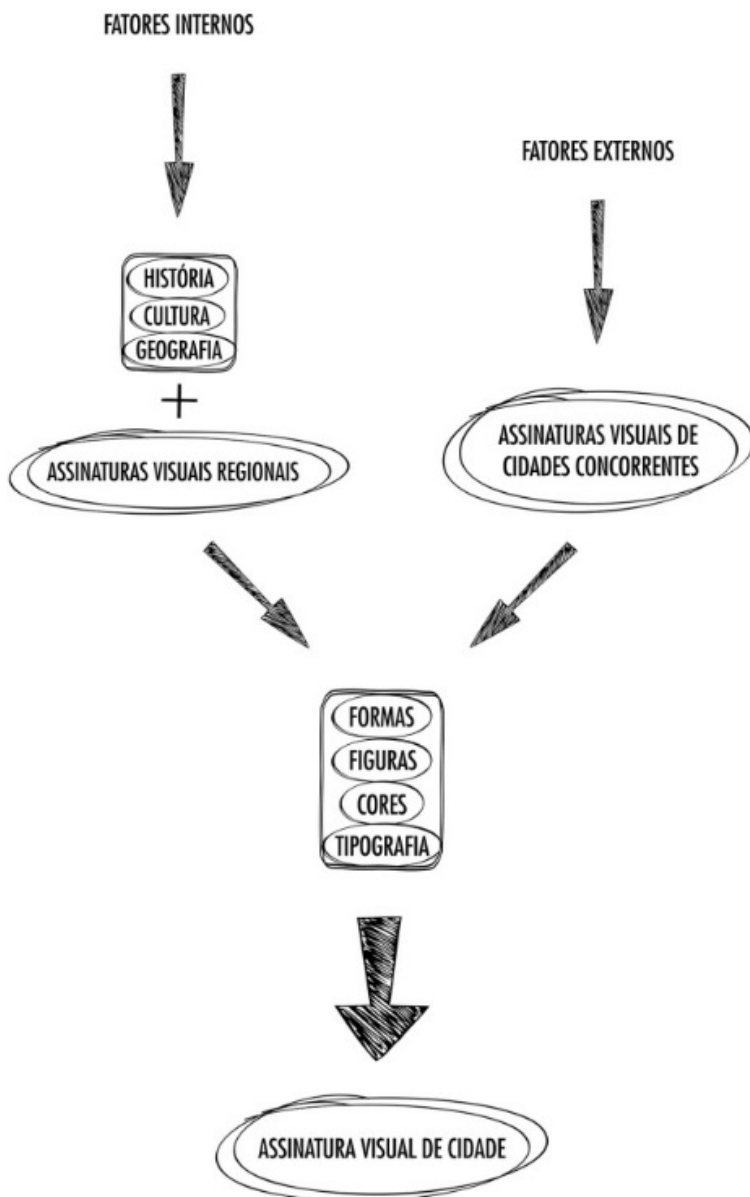 FATORES INTERNOS
FATORES EXTERNOS
HISTÓRIA
CULTURA
GEOGRAFIA
+
ASSINATURAS VISUAIS REGIONAIS
ASSINATURAS VISUAIS DE
CIDADES CONCORRENTES
FORMAS
FIGURAS
CORES
TIPOGRAFIA
ASSINATURA VISUAL DE CIDADE